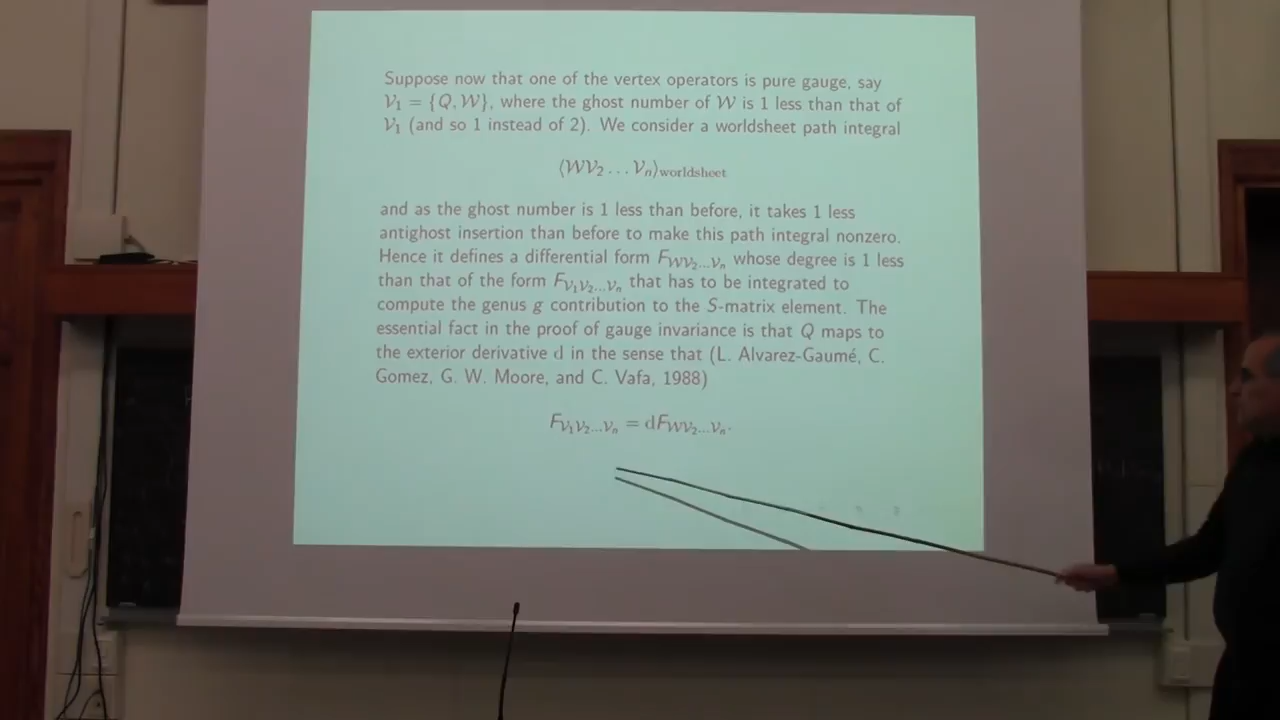 Suppose now that one of the vertex operators is pure gauge, say
𝒱₁ = {Q, 𝒲}, where the ghost number of 𝒲 is 1 less than that of
𝒱₁ (and so 1 instead of 2). We consider a worldsheet path integral
⟨𝒲𝒱₂ . . . 𝒱ₙ⟩worldsheet
and as the ghost number is 1 less than before, it takes 1 less
antighost insertion than before to make this path integral nonzero.
Hence it defines a differential form F𝒲𝒱₂...𝒱ₙ whose degree is 1 less
than that of the form F𝒱₁𝒱₂...𝒱ₙ that has to be integrated to
compute the genus g contribution to the S-matrix element. The
essential fact in the proof of gauge invariance is that Q maps to
the exterior derivative d in the sense that (L. Alvarez-Gaumé, C.
Gomez, G. W. Moore, and C. Vafa, 1988)
F𝒱₁𝒱₂...𝒱ₙ = dF𝒲𝒱₂...𝒱ₙ.